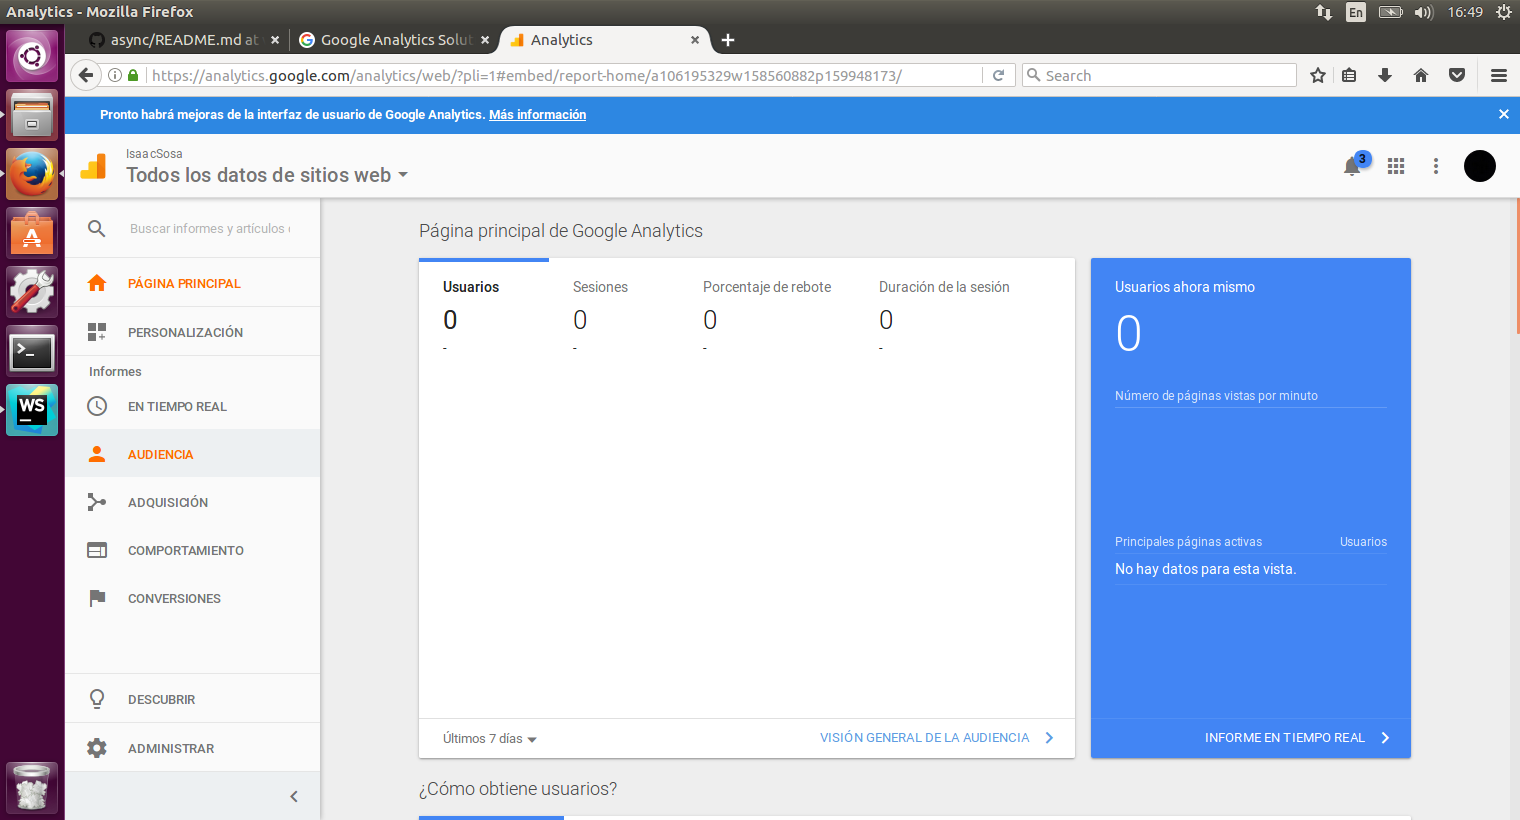 Analytics - Mozilla Firefox
En
16:49
async/README.md at
Google Analytics Solut
Analytics
https://analytics.google.com/analytics/web/?pli=1#embed/report-home/a106195329w158560882p159948173/
Search
Pronto habrá mejoras de la interfaz de usuario de Google Analytics. Más información
IsaacSosa
Todos los datos de sitios web
3
Buscar informes y artículos
PÁGINA PRINCIPAL
PERSONALIZACIÓN
Informes
EN TIEMPO REAL
AUDIENCIA
ADQUISICIÓN
COMPORTAMIENTO
CONVERSIONES
DESCUBRIR
ADMINISTRAR
WS
Página principal de Google Analytics
Usuarios Sesiones Porcentaje de rebote Duración de la sesión
0 0 0 0
- - - -
Últimos 7 días
VISIÓN GENERAL DE LA AUDIENCIA
Usuarios ahora mismo
0
Número de páginas vistas por minuto
Principales páginas activas Usuarios
No hay datos para esta vista.
INFORME EN TIEMPO REAL
¿Cómo obtiene usuarios?